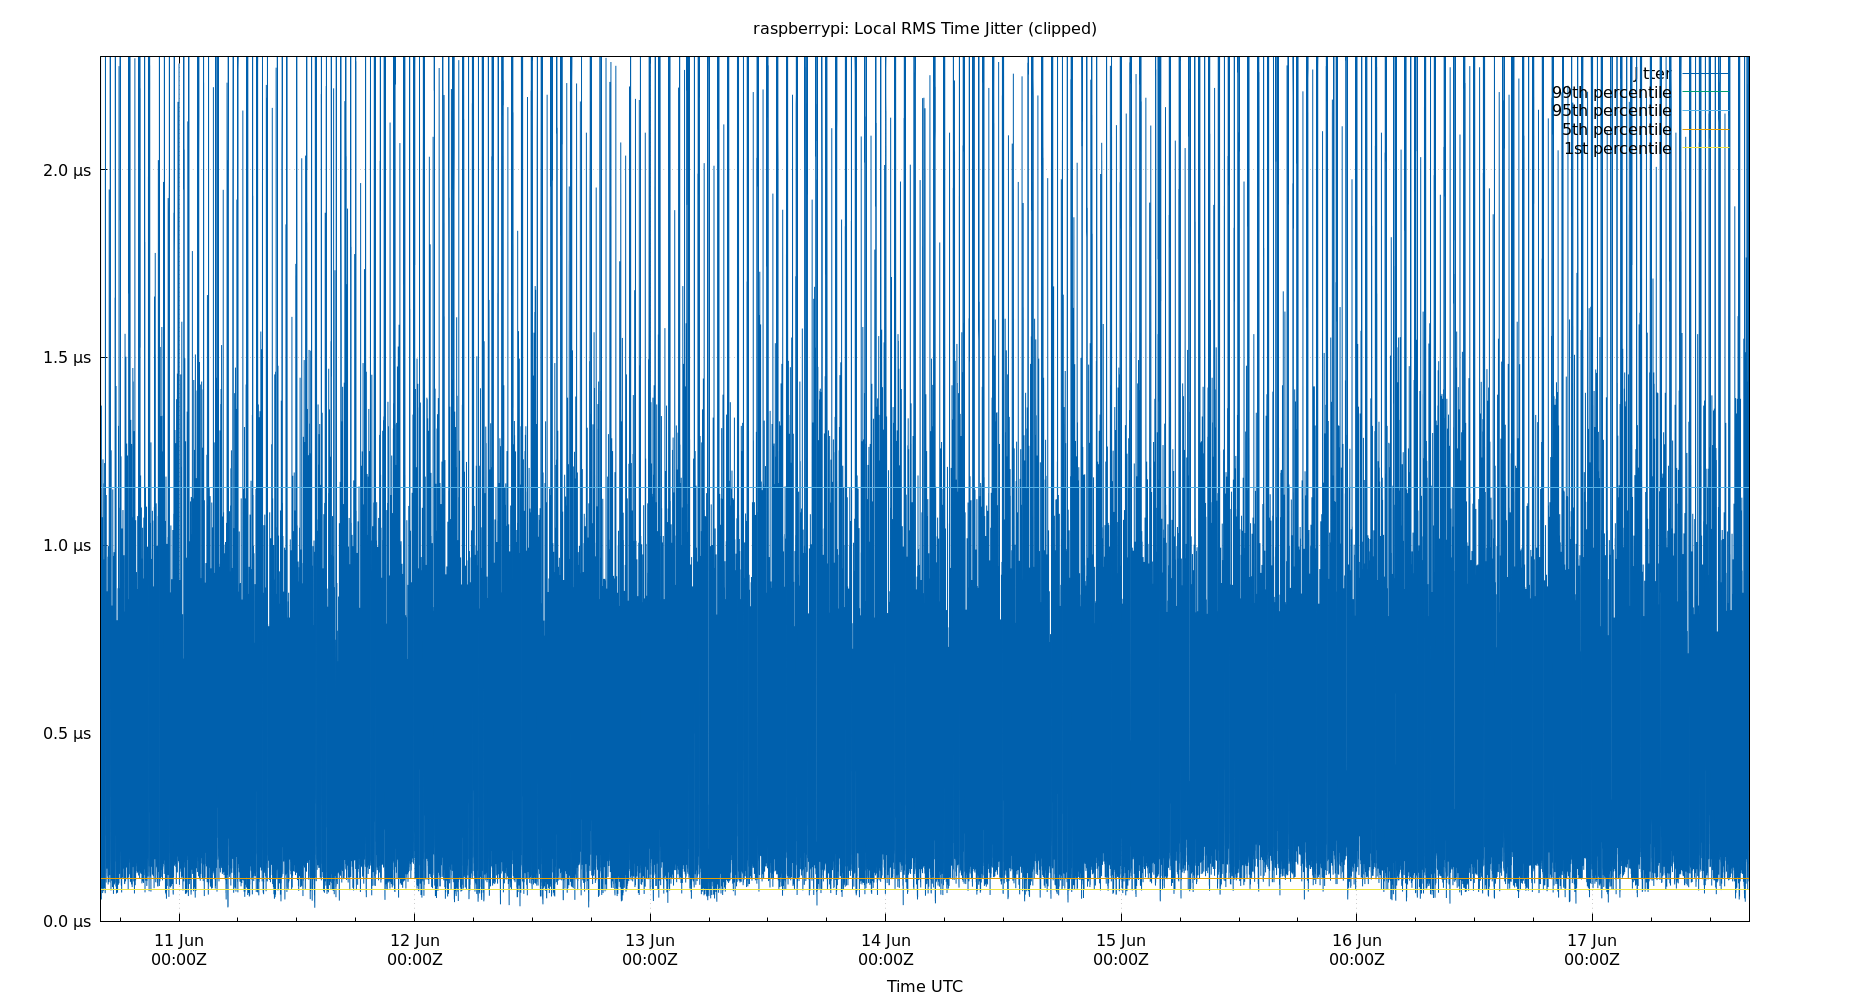 raspberrypi: Local RMS Time Jitter (clipped)
jitter
99th percentile
95th percentile
5th percentile
1st percentile
2.0 µs
1.5 µs
1.0 µs
0.5 µs
0.0 µs
11 Jun 12 Jun 13 Jun 14 Jun 15 Jun 16 Jun 17 Jun
00:00Z 00:00Z 00:00Z 00:00Z 00:00Z 00:00Z 00:00Z
Time UTC